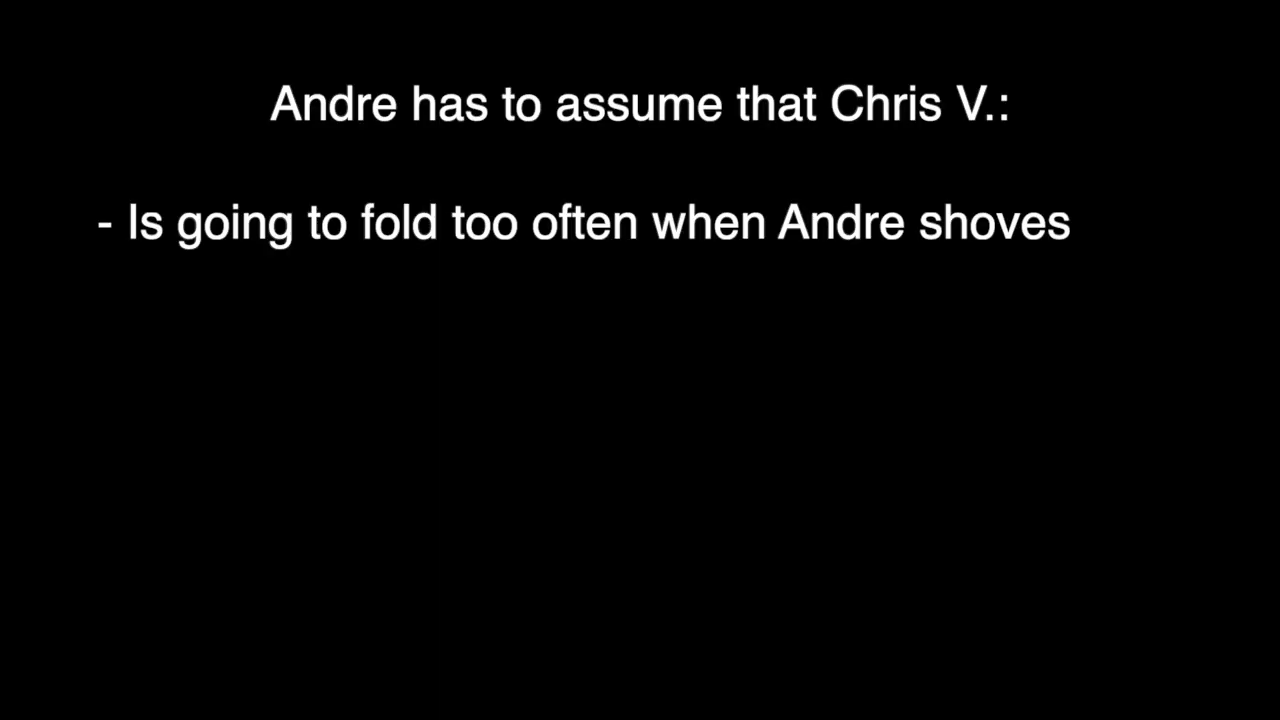 Andre has to assume that Chris V.:
- Is going to fold too often when Andre shoves